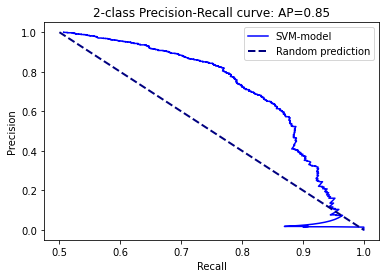 2-class Precision-Recall curve: AP=0.85
SVM-model
Random prediction
Precision
1.0
0.8
0.6
0.4
0.2
0.0
0.5
0.6
0.7
0.8
0.9
1.0
Recall